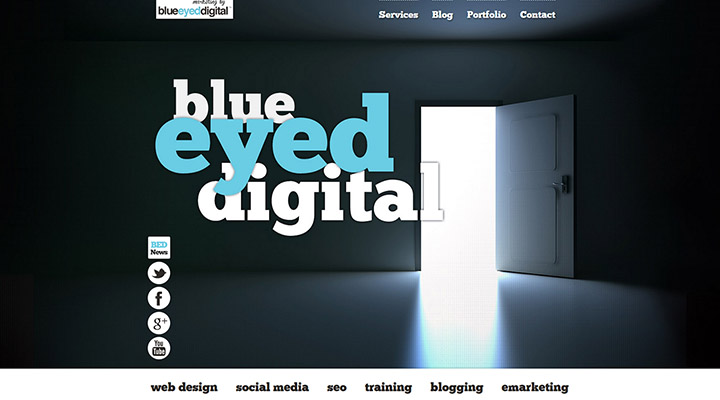 marketing by
blueeyeddigital
Services Blog Portfolio Contact
blue
eyed
digital
BED
News
f
g+
You
Tube
web design social media seo training blogging emarketing